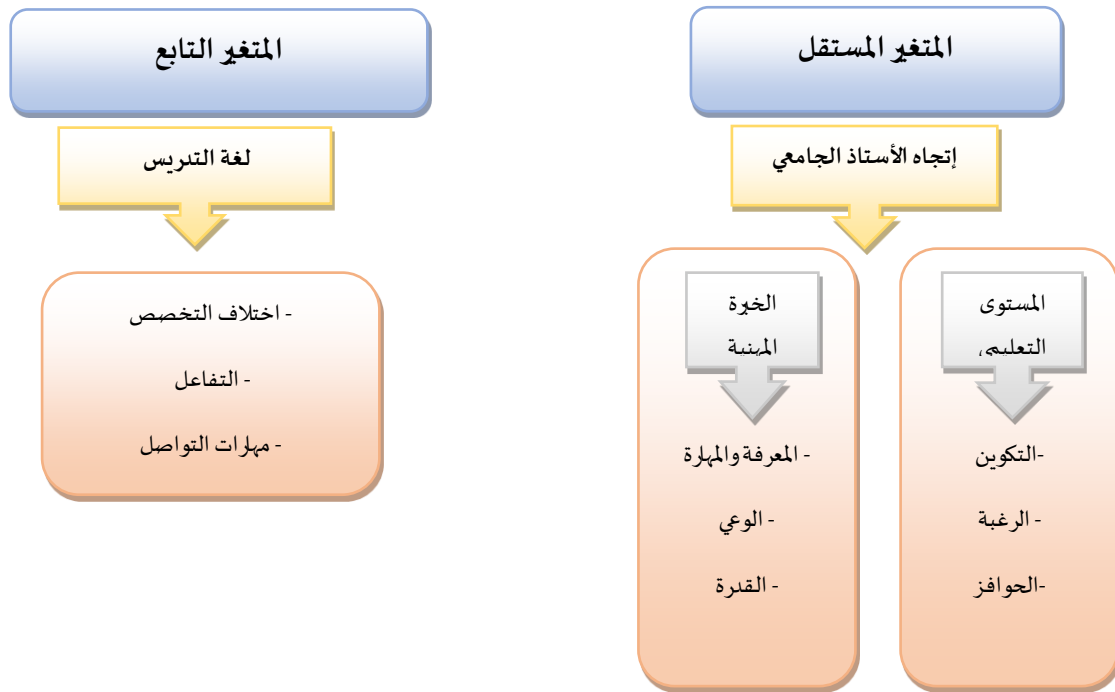 المتغير المستقل
إتجاه الأستاذ الجامعي
المستوى
التعليمي
-التكوين
- الرغبة
-الحوافز
الخبرة
المهنية
- المعرفة والمهارة
- الوعي
- القدرة
المتغير التابع
لغة التدريس
- اختلاف التخصص
- التفاعل
- مهارات التواصل